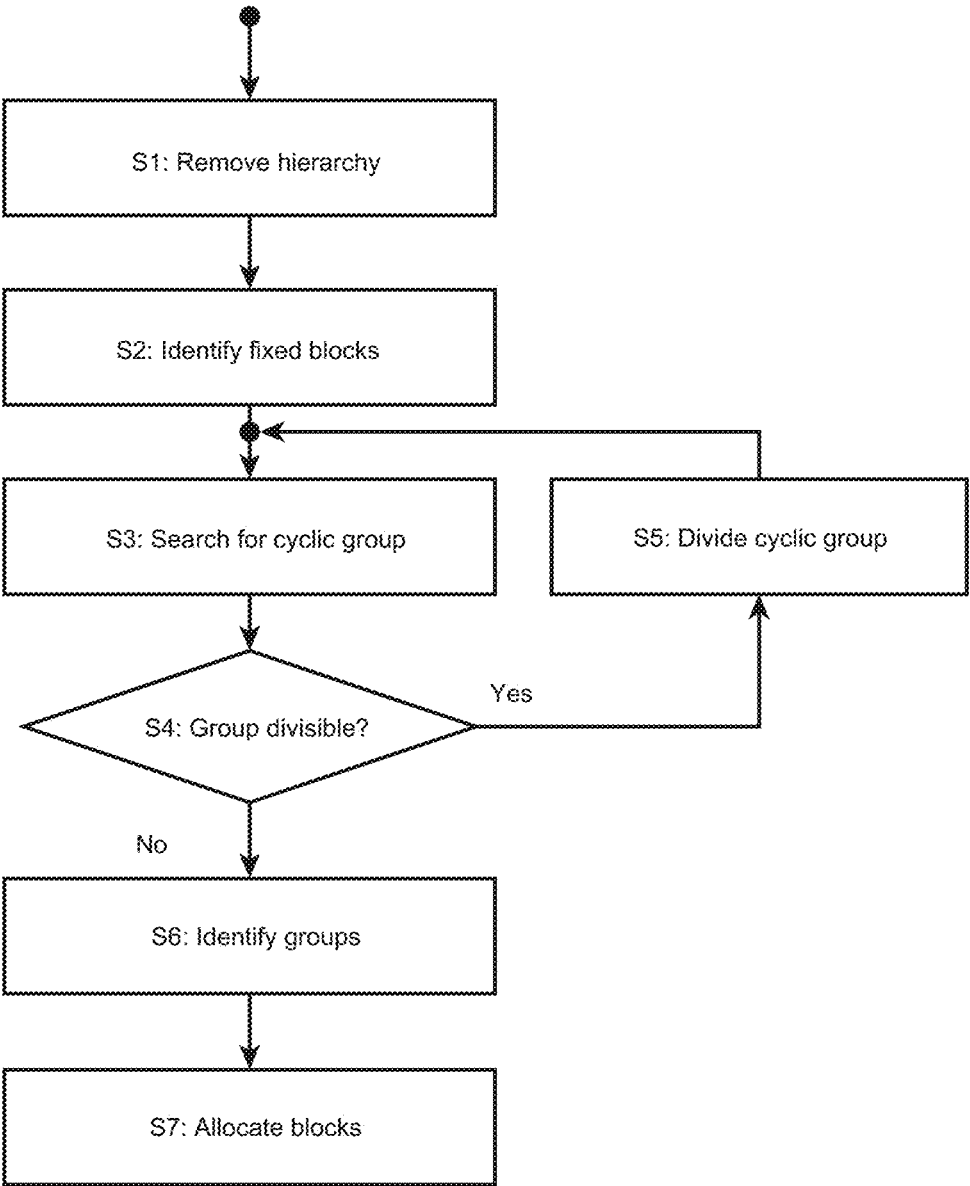 S1: Remove hierarchy
S2: Identify fixed blocks
S3: Search for cyclic group
S5: Divide cyclic group
Yes
S4: Group divisible?
No
S6: Identify groups
S7: Allocate blocks